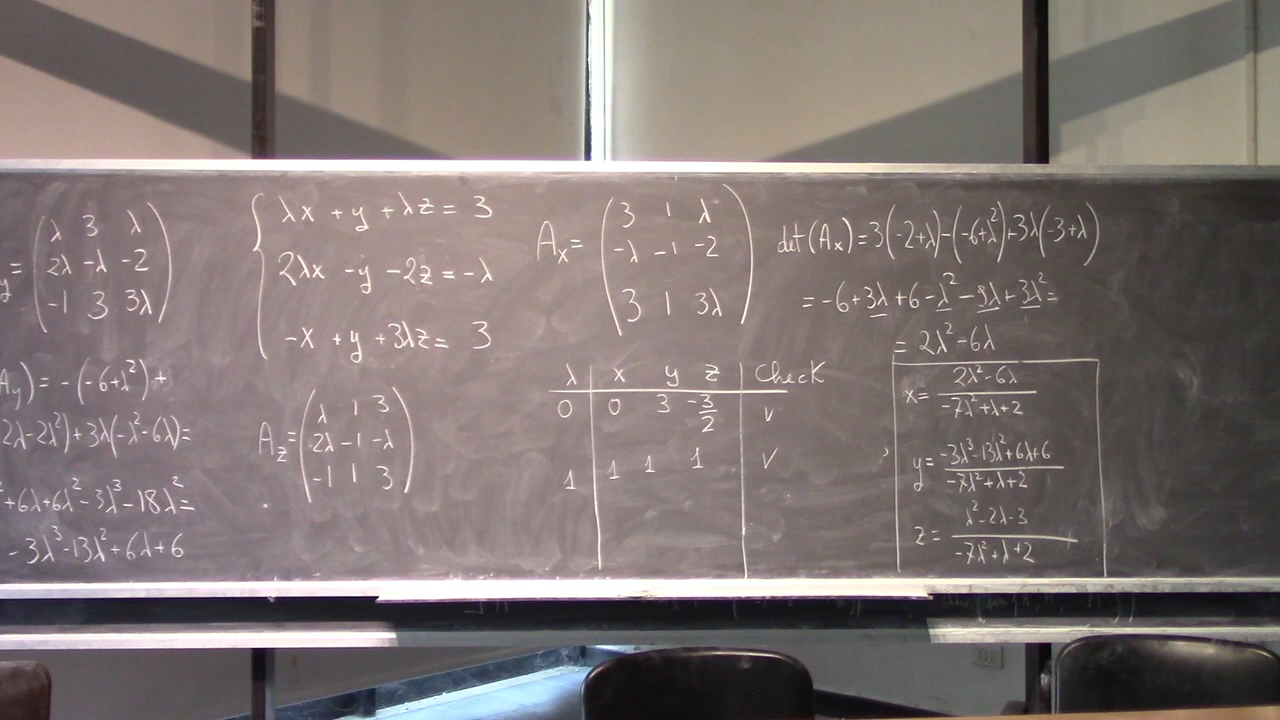 y = ( λ 3 λ
2λ -λ -2
-1 3 3λ )
Ay) = -(-6+λ²)+
2λ-2λ²)+3λ(-λ²-6λ)=
²+6λ+6λ²-3λ³-18λ²=
-3λ³-13λ²+6λ+6
{ λx + y + λz = 3
2λx - y - 2z = -λ
-x + y + 3λz = 3
Az = ( λ 1 3
2λ -1 -λ
-1 1 3 )
Ax = ( 3 1 λ
-λ -1 -2
3 1 3λ )
λ | x y z | Check
0 | 0 3 -3/2 | v
1 | 1 1 1 | v
det(Ax)=3(-2+λ)-(-6+λ²)+3λ(-3+λ)
= -6+3λ+6-λ²-9λ+3λ²=
= 2λ²-6λ
x = (2λ²-6λ)/(-7λ²+λ+2)
y = (-3λ³-13λ²+6λ+6)/(-7λ²+λ+2)
z = (λ²-2λ-3)/(-7λ²+λ+2)